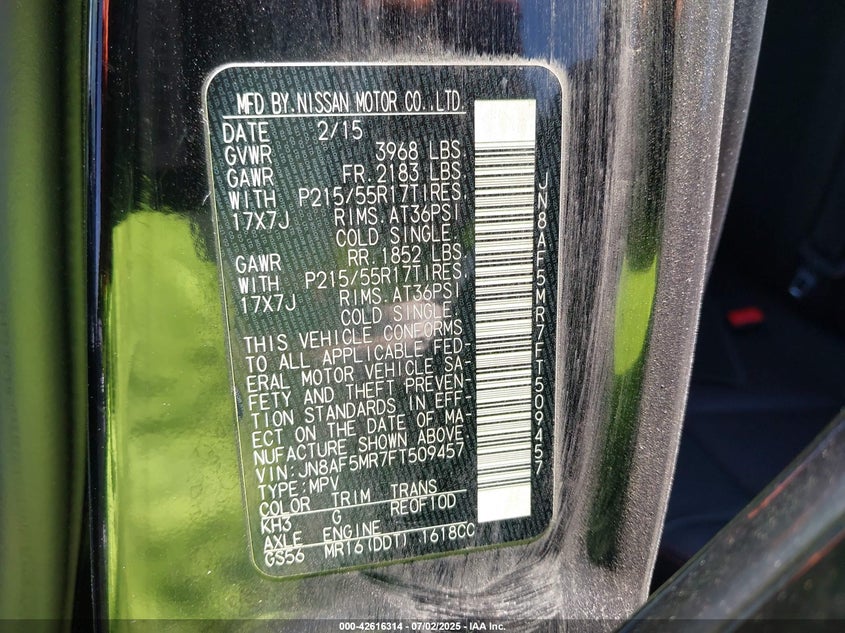 MFD BY.NISSAN MOTOR CO.,LTD.
DATE 2/15
GVWR 3968 LBS.
GAWR FR. 2183 LBS.
WITH P215/55R17TIRES,
17X7J RIMS.AT36PSI
COLD SINGLE
GAWR RR. 1852 LBS.
WITH P215/55R17TIRES,
17X7J RIMS.AT36PSI
COLD SINGLE
THIS VEHICLE CONFORMS
TO ALL APPLICABLE FED-
ERAL MOTOR VEHICLE SA-
FETY AND THEFT PREVEN-
TION STANDARDS IN EFF-
ECT ON THE DATE OF MA-
NUFACTURE SHOWN ABOVE.
VIN: JN8AF5MR7FT509457
TYPE:MPV
COLOR TRIM TRANS
KH3 G RE0F10D
AXLE ENGINE
GS56 MR16(DDT) 1618CC
JN8AF5MR7FT509457
000-42616314 - 07/02/2025 - IAA Inc.